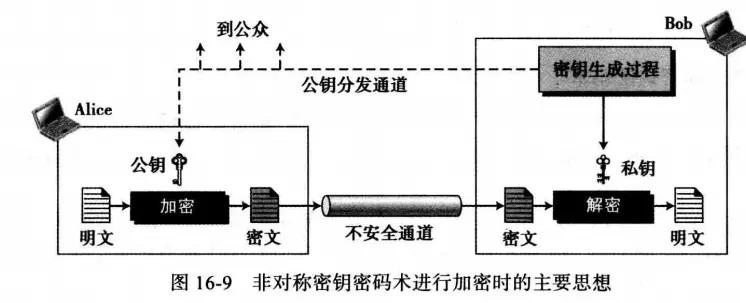 到公众
Bob
密钥生成过程
公钥分发通道
Alice
公钥
私钥
加密
解密
明文
密文
不安全通道
密文
明文
图 16-9 非对称密钥密码术进行加密时的主要思想